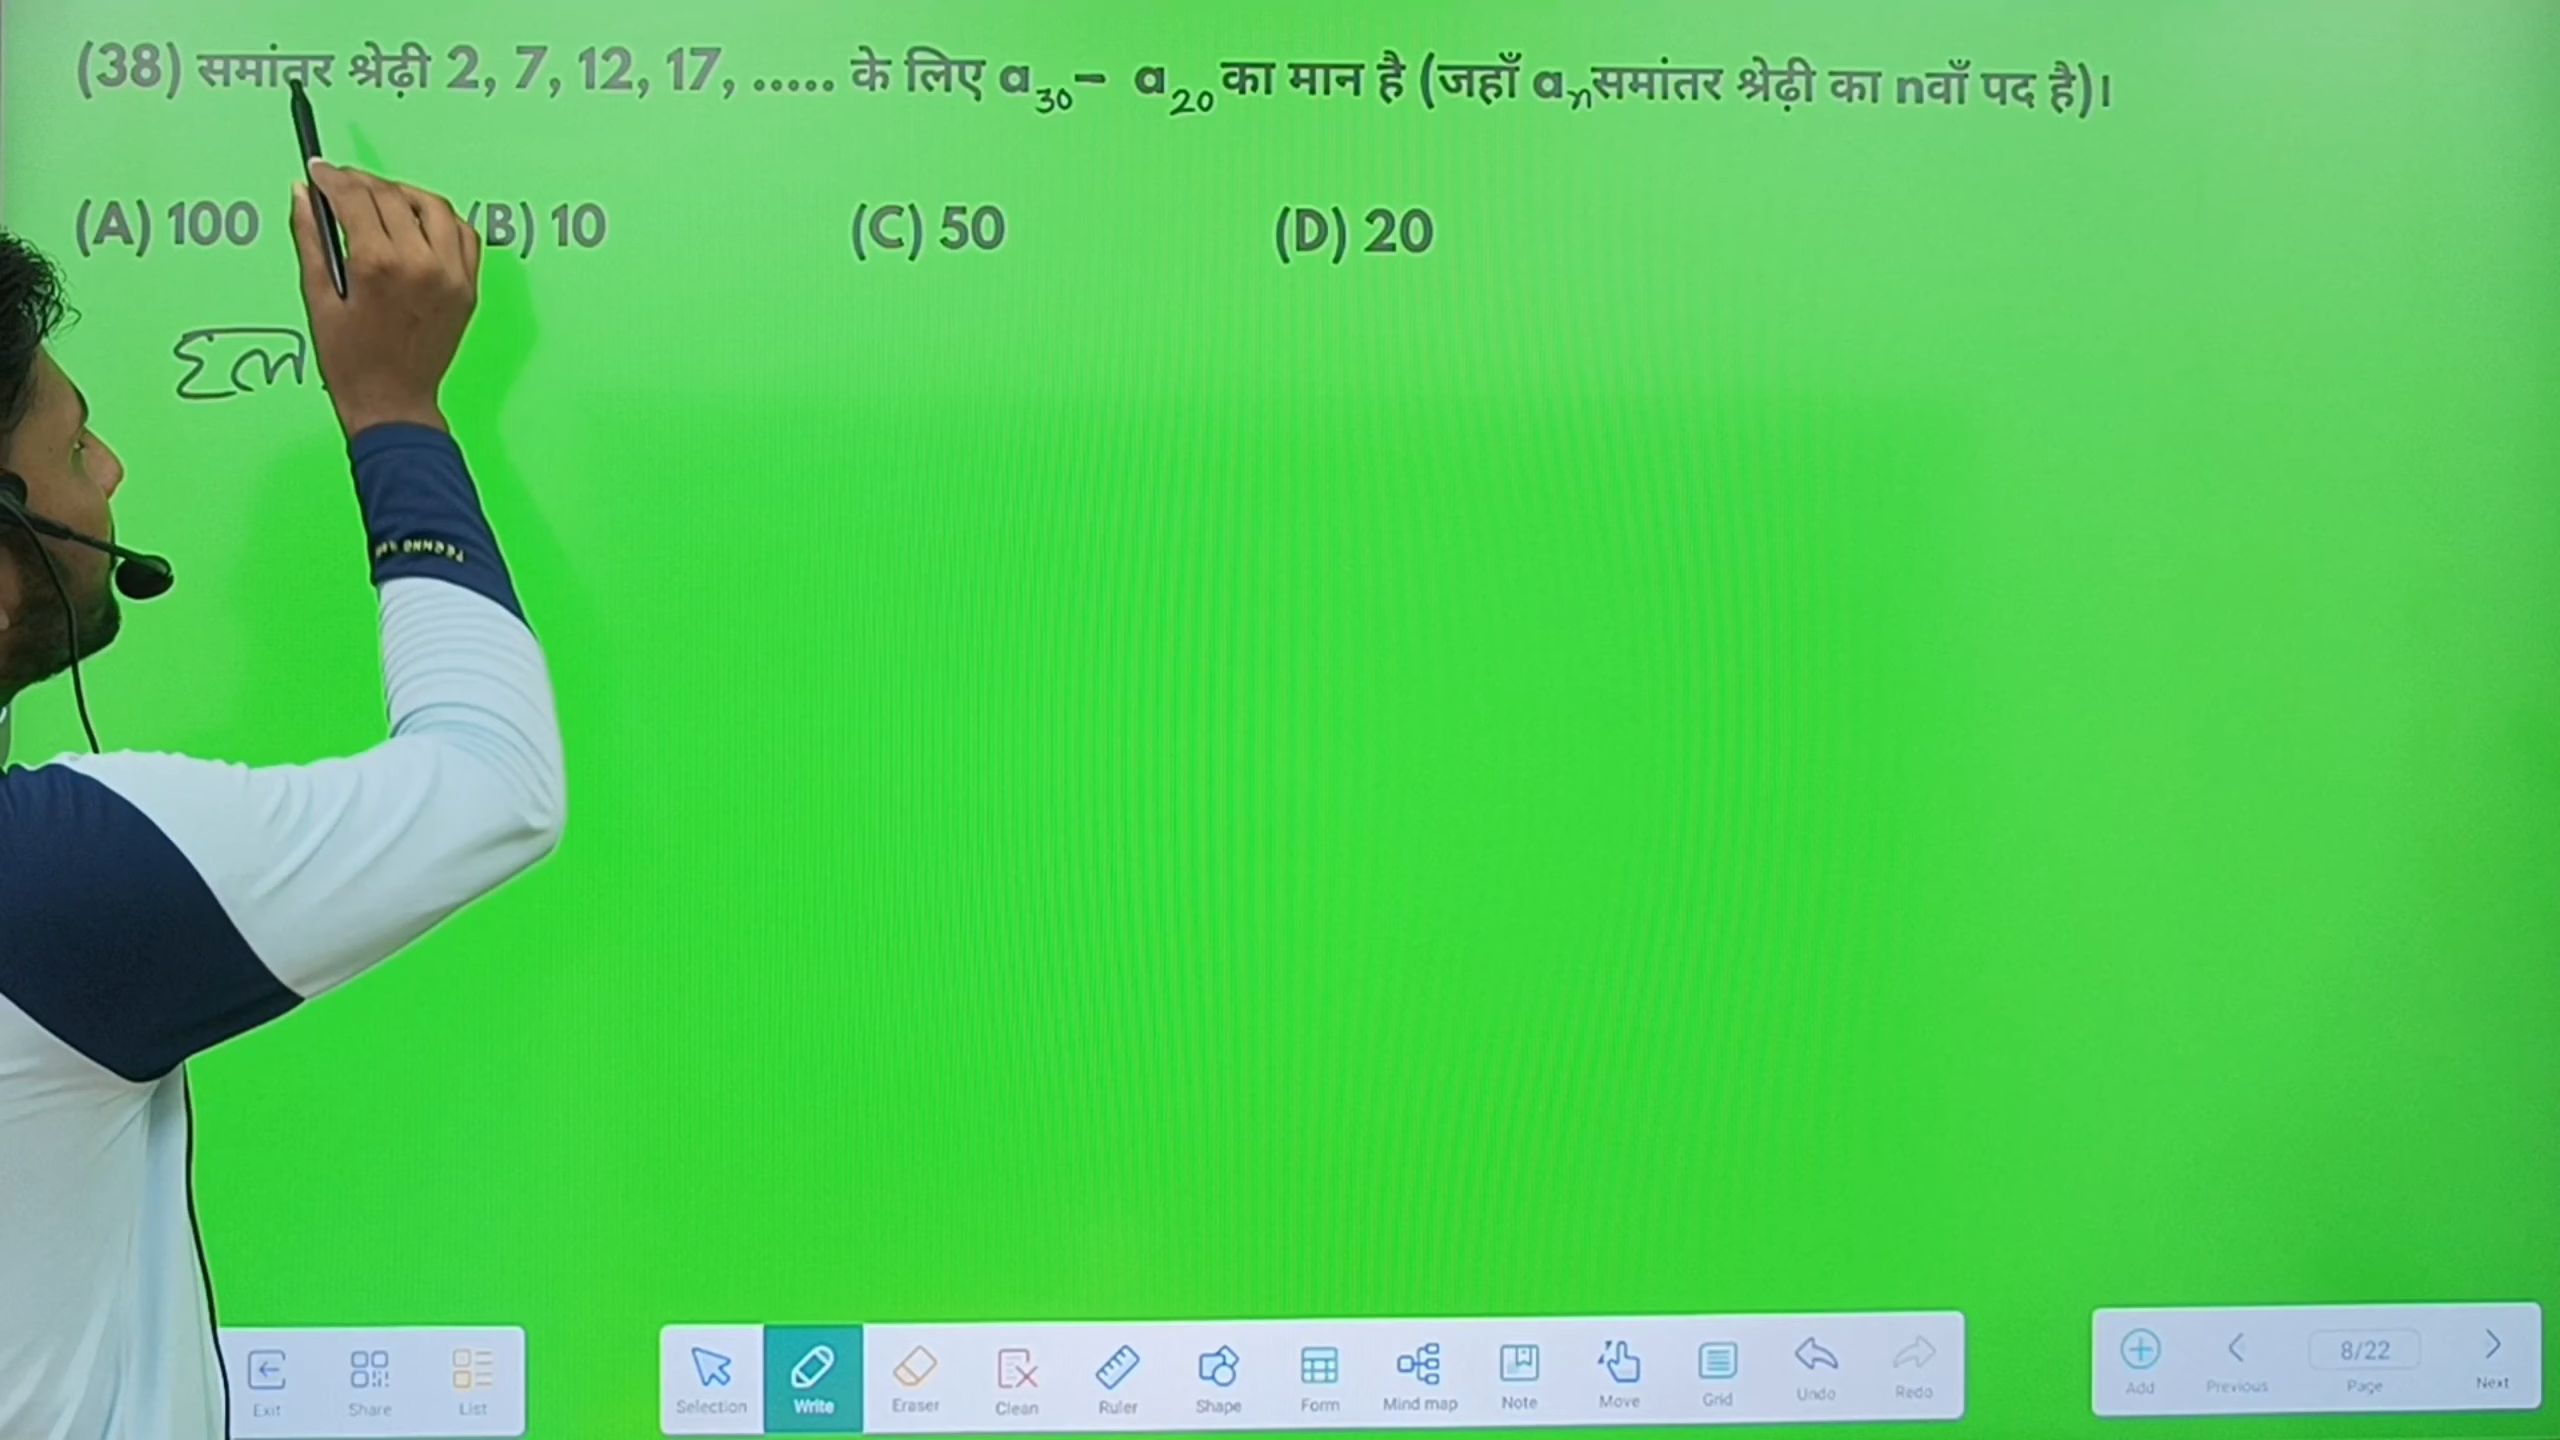 (38) समांतर श्रेढ़ी 2, 7, 12, 17, ..... के लिए a₃₀ – a₂₀ का मान है (जहाँ aₙ समांतर श्रेढ़ी का nवाँ पद है)।
(A) 100 (B) 10 (C) 50 (D) 20
हल
Exit Share List Selection Write Eraser Clean Ruler Shape Form Mind map Note Move Grid Undo Redo Add Previous 8/22 Page Next